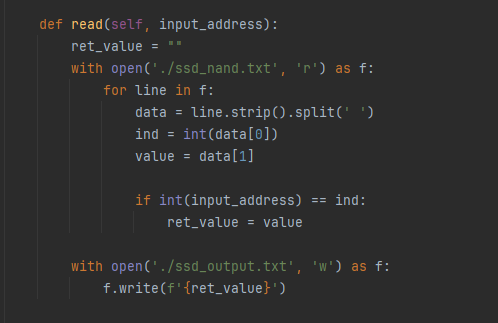 def read(self, input_address):
    ret_value = ""
    with open('./ssd_nand.txt', 'r') as f:
        for line in f:
            data = line.strip().split(' ')
            ind = int(data[0])
            value = data[1]

            if int(input_address) == ind:
                ret_value = value

    with open('./ssd_output.txt', 'w') as f:
        f.write(f'{ret_value}')